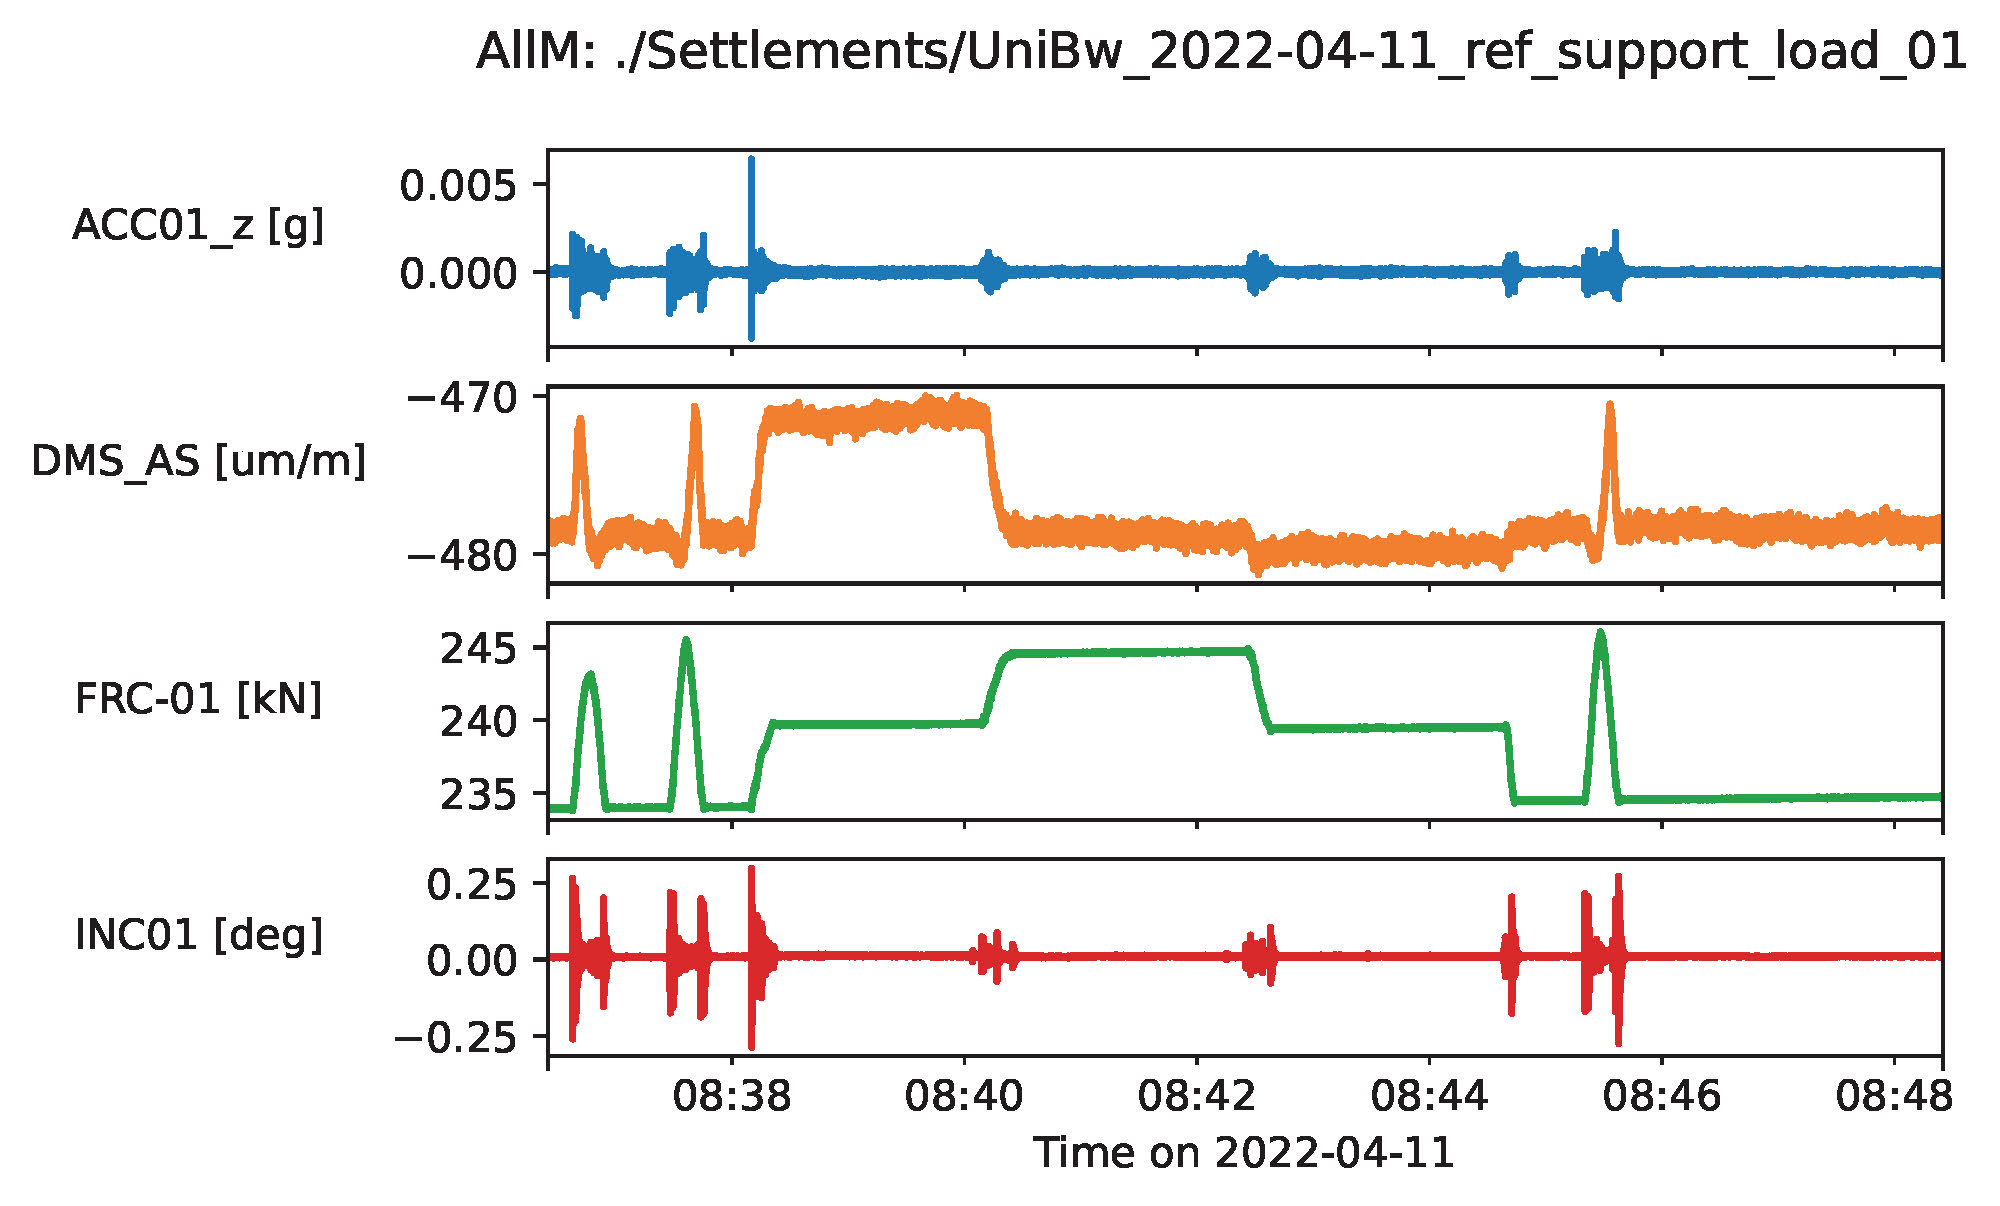 AllM: ./Settlements/UniBw_2022-04-11_ref_support_load_01
ACC01_z [g]
0.005
0.000
DMS_AS [um/m]
−470
−480
FRC-01 [kN]
245
240
235
INC01 [deg]
0.25
0.00
−0.25
08:38 08:40 08:42 08:44 08:46 08:48
Time on 2022-04-11